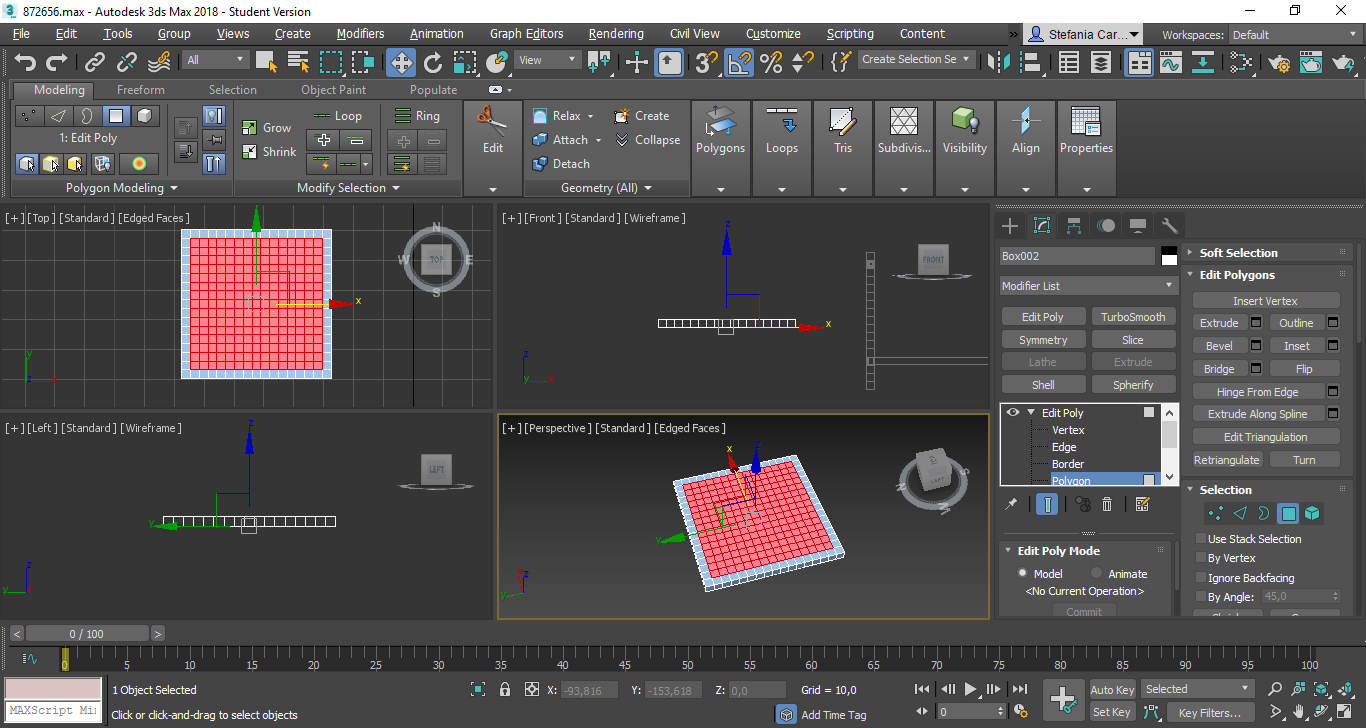 872656.max - Autodesk 3ds Max 2018 - Student Version
File Edit Tools Group Views Create Modifiers Animation Graph Editors Rendering Civil View Customize Scripting Content » Stefania Car... Workspaces: Default
All View Create Selection Se
Modeling Freeform Selection Object Paint Populate
1: Edit Poly
Polygon Modeling
Grow
Shrink
Loop
Ring
Modify Selection
Edit
Relax Create
Attach Collapse
Detach
Geometry (All)
Polygons Loops Tris Subdivis... Visibility Align Properties
[+] [Top] [Standard] [Edged Faces]
N
W TOP E
S
x
y
z
[+] [Front] [Standard] [Wireframe]
FRONT
z
x
z
y
[+] [Left] [Standard] [Wireframe]
LEFT
z
y
z
y
[+] [Perspective] [Standard] [Edged Faces]
x
z
y
N
S
LEFT
z
y
Box002
Modifier List
Edit Poly TurboSmooth
Symmetry Slice
Lathe Extrude
Shell Spherify
Edit Poly
Vertex
Edge
Border
Polygon
Edit Poly Mode
Model Animate
<No Current Operation>
Commit
Soft Selection
Edit Polygons
Insert Vertex
Extrude Outline
Bevel Inset
Bridge Flip
Hinge From Edge
Extrude Along Spline
Edit Triangulation
Retriangulate Turn
Selection
Use Stack Selection
By Vertex
Ignore Backfacing
By Angle: 45,0
< 0 / 100 >
0 5 10 15 20 25 30 35 40 45 50 55 60 65 70 75 80 85 90 95 100
1 Object Selected X: -93,816 Y: -153,618 Z: 0,0 Grid = 10,0
MAXScript Mi
Click or click-and-drag to select objects
Add Time Tag
0
Auto Key Selected
Set Key Key Filters...